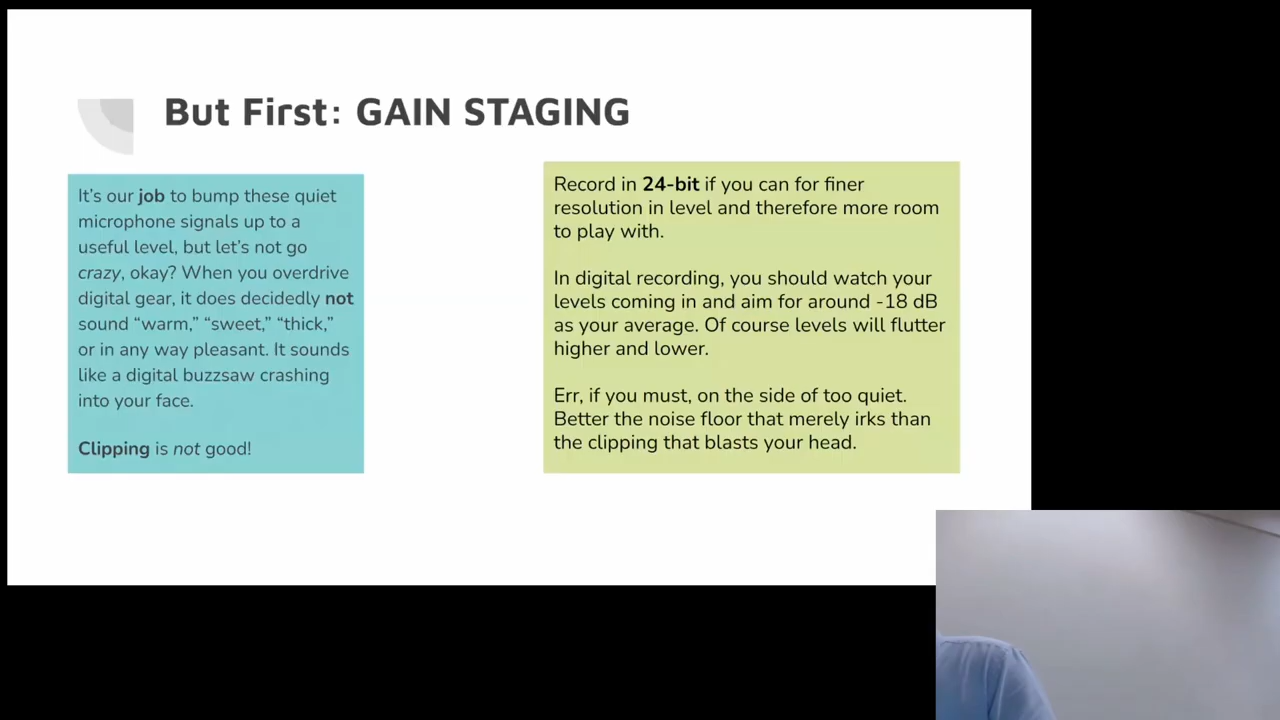 But First: GAIN STAGING
It's our job to bump these quiet
microphone signals up to a
useful level, but let's not go
crazy, okay? When you overdrive
digital gear, it does decidedly not
sound “warm,” “sweet,” “thick,”
or in any way pleasant. It sounds
like a digital buzzsaw crashing
into your face.
Clipping is not good!
Record in 24-bit if you can for finer
resolution in level and therefore more room
to play with.
In digital recording, you should watch your
levels coming in and aim for around -18 dB
as your average. Of course levels will flutter
higher and lower.
Err, if you must, on the side of too quiet.
Better the noise floor that merely irks than
the clipping that blasts your head.